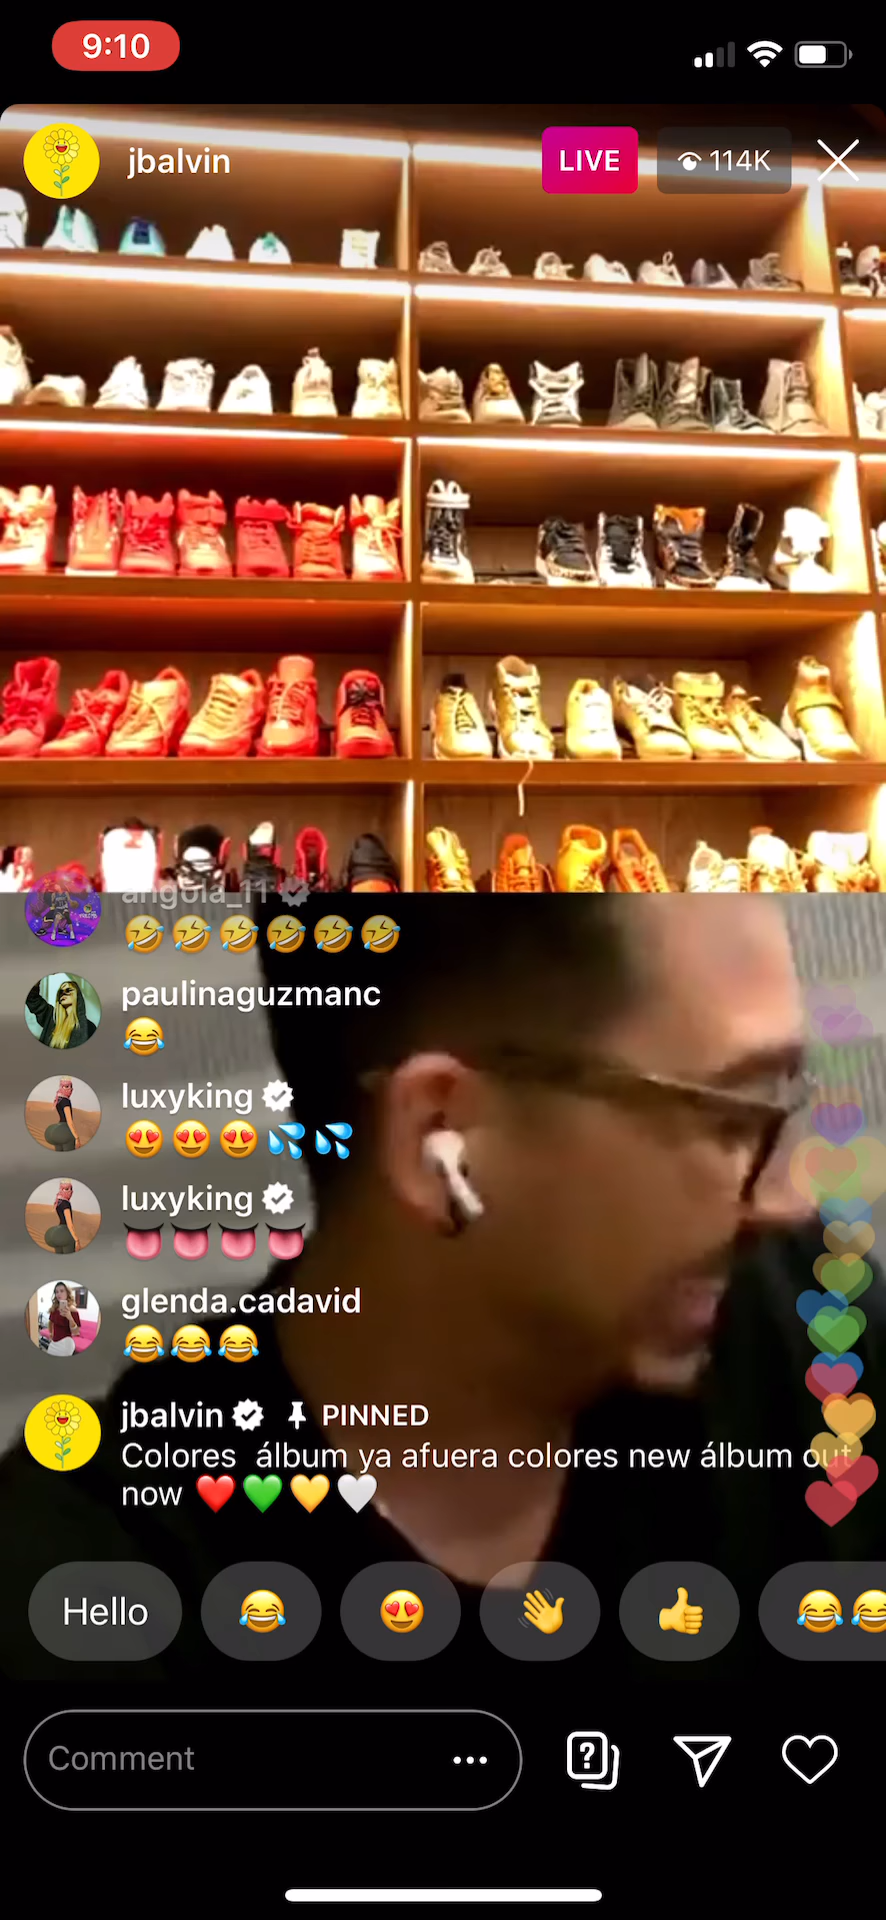 9:10
jbalvin
LIVE
114K
angola_11
🤣🤣🤣🤣🤣🤣
paulinaguzmanc
😂
luxyking
😍😍😍💦💦
luxyking
👅👅👅👅
glenda.cadavid
😂😂😂
jbalvin PINNED
Colores álbum ya afuera colores new álbum out
now ❤️💚💛🤍
Hello 😂 😍 👋 👍 😂😂
Comment ...